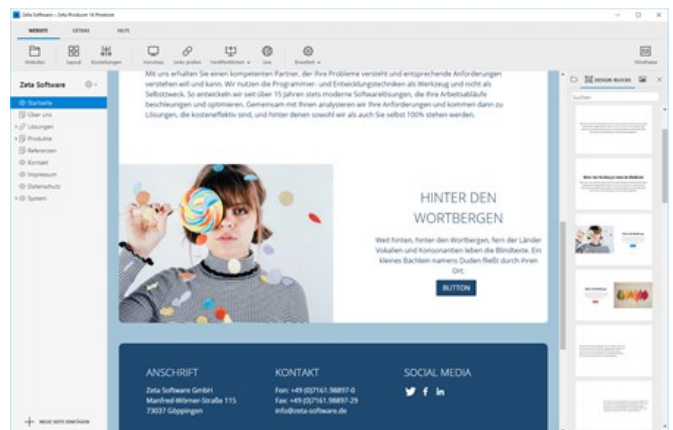 Zeta Software – Zeta Producer 16 Premium
WEBSITE EXTRAS HILFE
Websites Layout Einstellungen Vorschau Links prüfen Veröffentlichen Live Erweitert Wireframe
Zeta Software
Startseite
Über uns
Lösungen
Produkte
Referenzen
Kontakt
Impressum
Datenschutz
System
NEUE SEITE EINFÜGEN
Mit uns erhalten Sie einen kompetenten Partner, der Ihre Probleme versteht und entsprechende Anforderungen
verstehen will und kann. Wir nutzen die Programmier- und Entwicklungstechniken als Werkzeug und nicht als
Selbstzweck. So entwickeln wir seit über 15 Jahren stets moderne Softwarelösungen, die Ihre Arbeitsabläufe
beschleunigen und optimieren. Gemeinsam mit Ihnen analysieren wir Ihre Anforderungen und kommen dann zu
Lösungen, die kosteneffektiv sind, und hinter denen sowohl wir als auch Sie selbst 100% stehen werden.
HINTER DEN
WORTBERGEN
Weit hinten, hinter den Wortbergen, fern der Länder
Vokalien und Konsonantien leben die Blindtexte. Ein
kleines Bächlein namens Duden fließt durch ihren
Ort.
BUTTON
ANSCHRIFT
Zeta Software GmbH
Manfred-Wörner-Straße 115
73037 Göppingen
KONTAKT
Fon: +49 (0)7161.98897-0
Fax: +49 (0)7161.98897-29
info@zeta-software.de
SOCIAL MEDIA
DESIGN-BLOCKS
Suchen